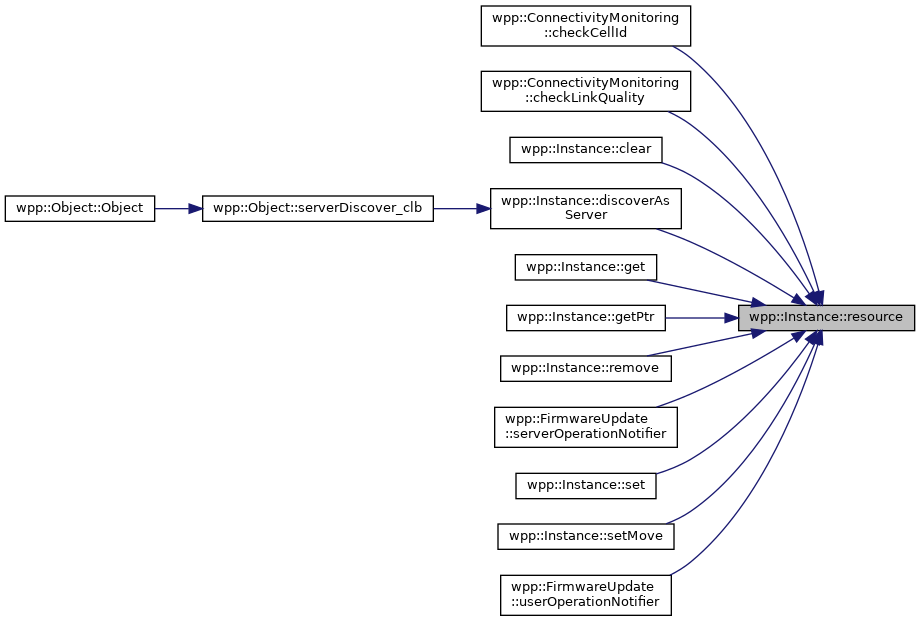 wpp::ConnectivityMonitoring
::checkCellId
wpp::ConnectivityMonitoring
::checkLinkQuality
wpp::Instance::clear
wpp::Object::Object
wpp::Object::serverDiscover_clb
wpp::Instance::discoverAs
Server
wpp::Instance::get
wpp::Instance::getPtr
wpp::Instance::resource
wpp::Instance::remove
wpp::FirmwareUpdate
::serverOperationNotifier
wpp::Instance::set
wpp::Instance::setMove
wpp::FirmwareUpdate
::userOperationNotifier